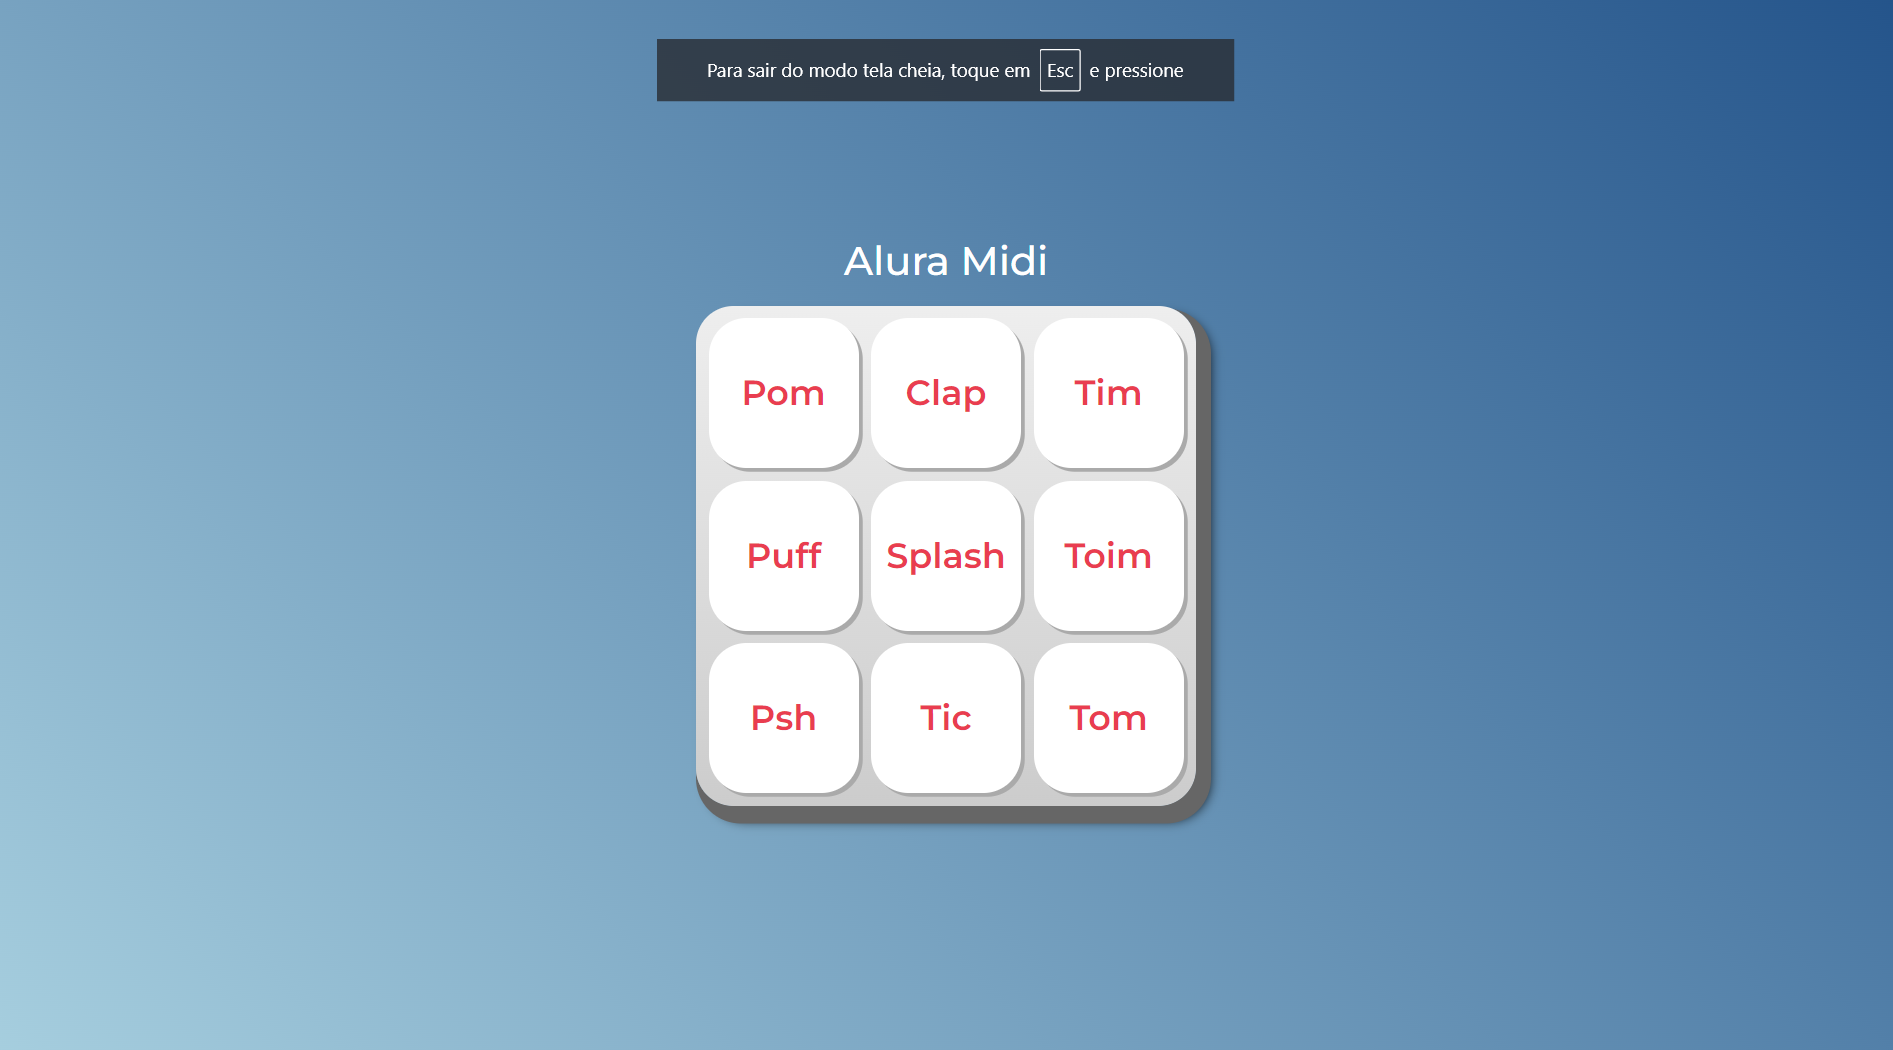 Para sair do modo tela cheia, toque em Esc e pressione
Alura Midi
Pom Clap Tim
Puff Splash Toim
Psh Tic Tom